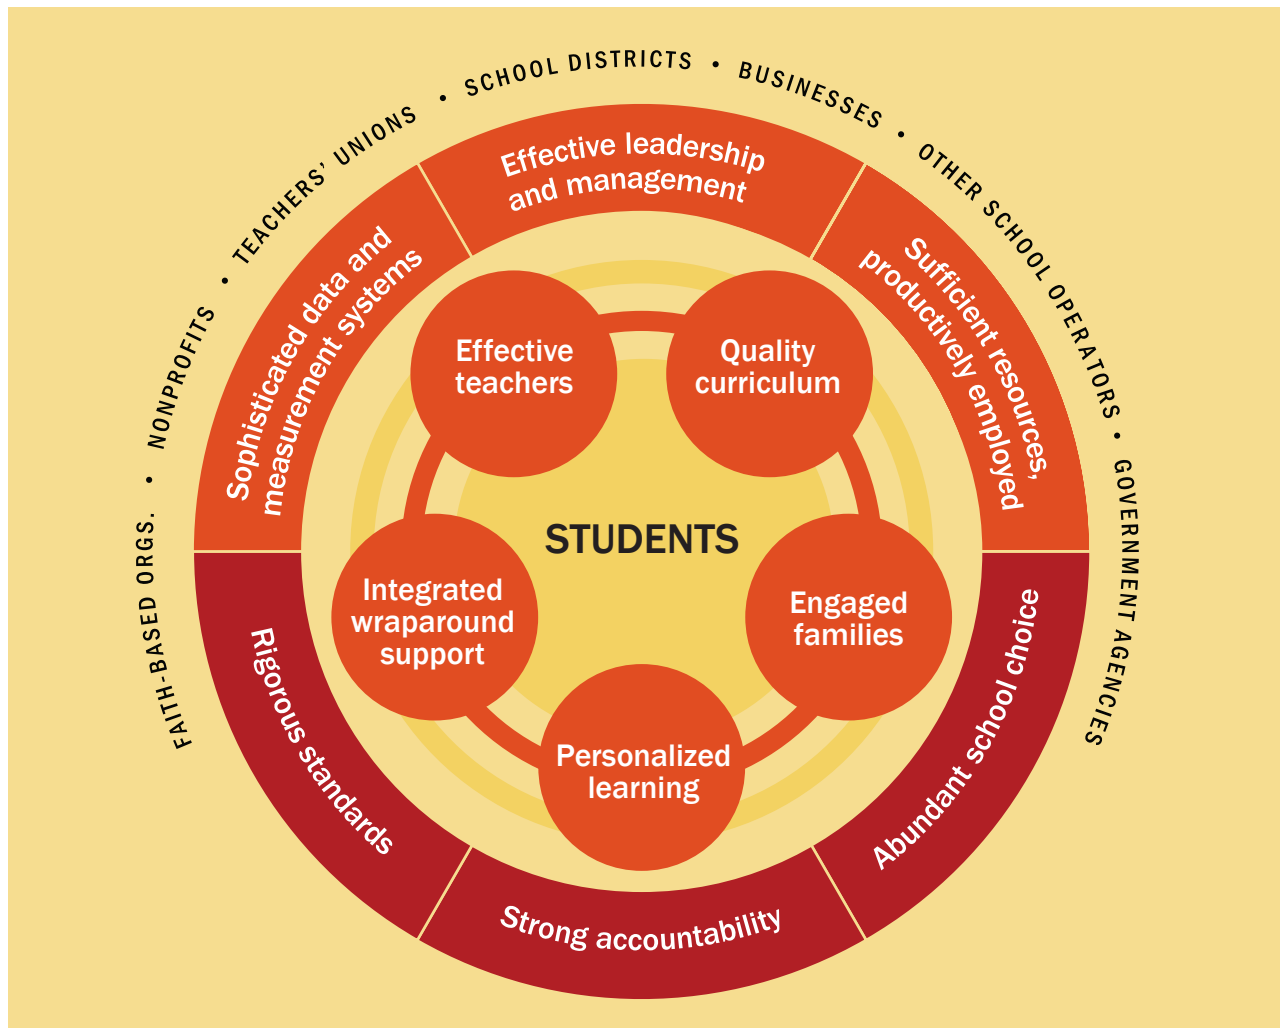 FAITH-BASED ORGS. • NONPROFITS • TEACHERS’ UNIONS • SCHOOL DISTRICTS • BUSINESSES • OTHER SCHOOL OPERATORS • GOVERNMENT AGENCIES
Effective leadership
and management
Sophisticated data and
measurement systems
Sufficient resources,
productively employed
Effective
teachers
Quality
curriculum
STUDENTS
Integrated
wraparound
support
Engaged
families
Personalized
learning
Rigorous standards
Strong accountability
Abundant school choice